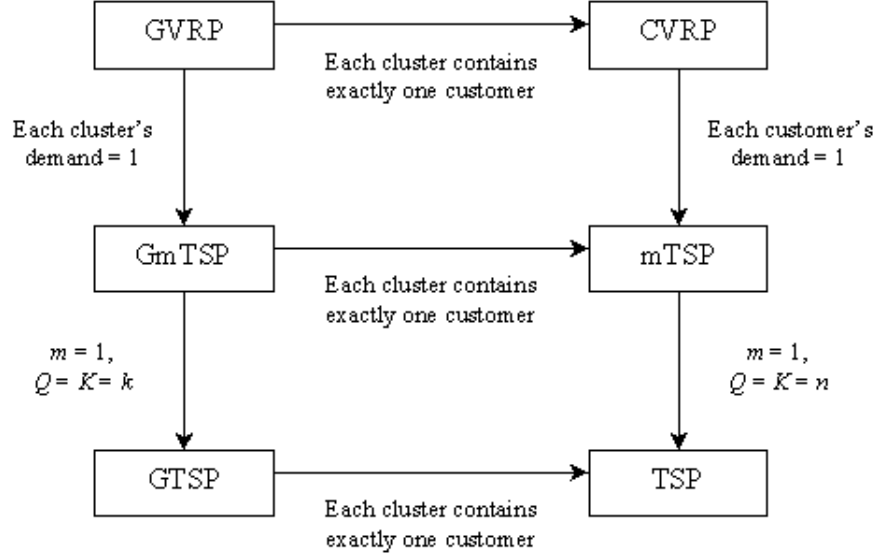 GVRP
CVRP
Each cluster contains
exactly one customer
Each cluster’s
demand = 1
Each customer’s
demand = 1
GmTSP
mTSP
Each cluster contains
exactly one customer
m = 1,
Q = K = k
m = 1,
Q = K = n
GTSP
TSP
Each cluster contains
exactly one customer